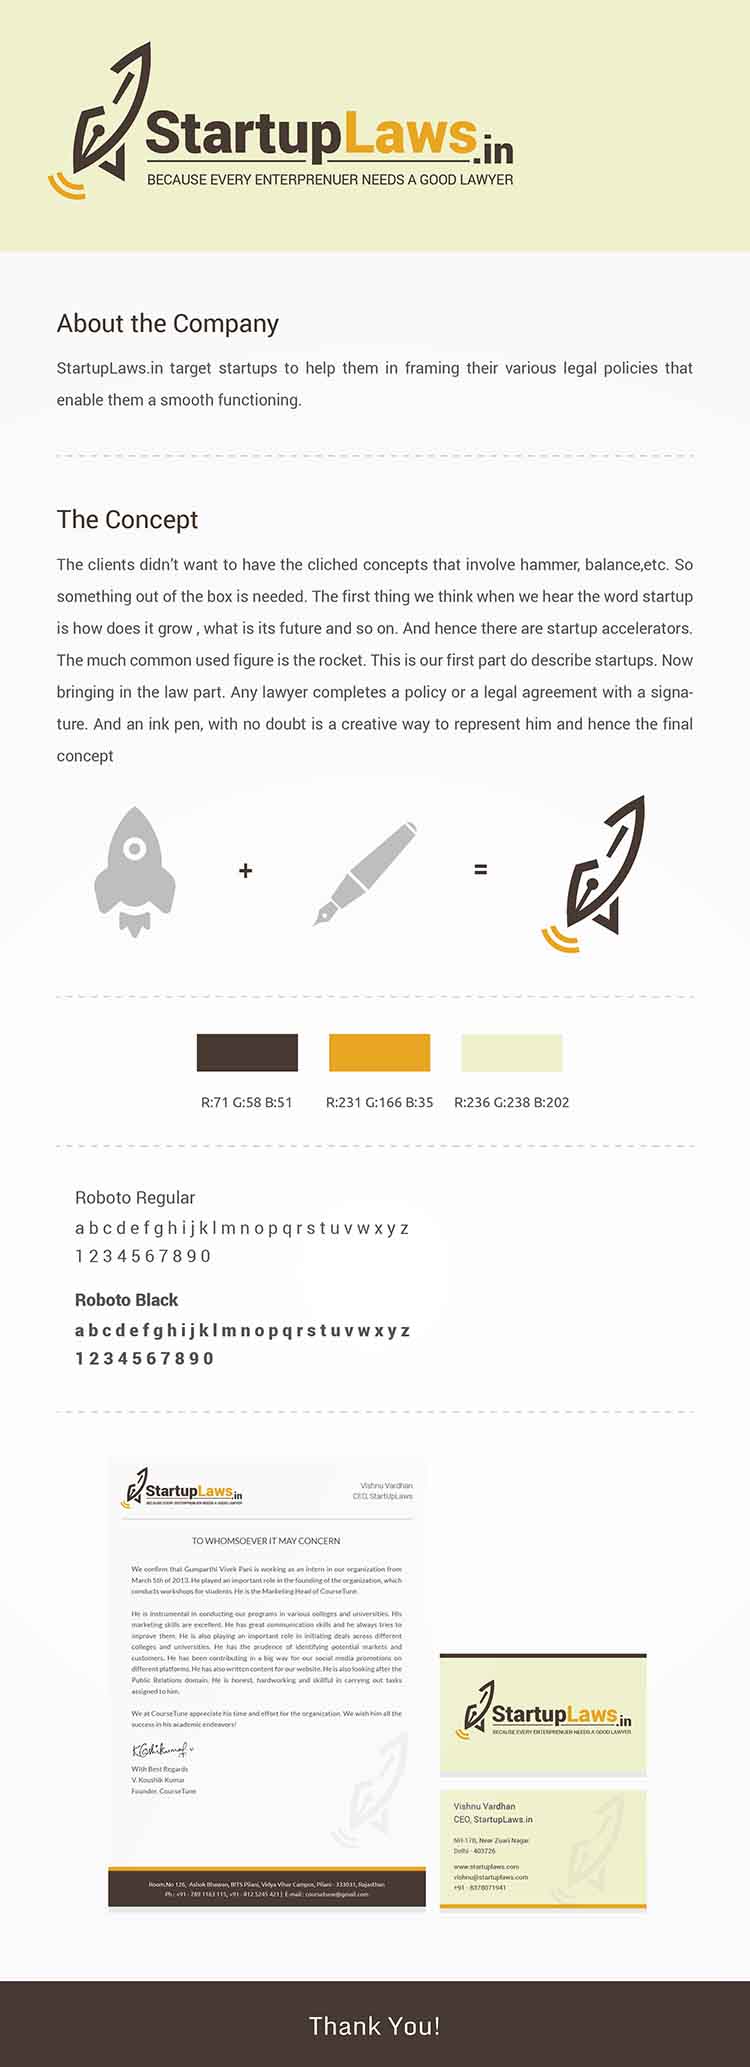 StartupLaws.in
BECAUSE EVERY ENTERPRENUER NEEDS A GOOD LAWYER
About the Company
StartupLaws.in target startups to help them in framing their various legal policies that
enable them a smooth functioning.
The Concept
The clients didn't want to have the cliched concepts that involve hammer, balance,etc. So
something out of the box is needed. The first thing we think when we hear the word startup
is how does it grow , what is its future and so on. And hence there are startup accelerators.
The much common used figure is the rocket. This is our first part do describe startups. Now
bringing in the law part. Any lawyer completes a policy or a legal agreement with a signa-
ture. And an ink pen, with no doubt is a creative way to represent him and hence the final
concept
+ =
R:71 G:58 B:51 R:231 G:166 B:35 R:236 G:238 B:202
Roboto Regular
a b c d e f g h i j k l m n o p q r s t u v w x y z
1 2 3 4 5 6 7 8 9 0
Roboto Black
a b c d e f g h i j k l m n o p q r s t u v w x y z
1 2 3 4 5 6 7 8 9 0
StartupLaws.in
BECAUSE EVERY ENTERPRENUER NEEDS A GOOD LAWYER
Vishnu Vardhan
CEO, StartUpLaws
TO WHOMSOEVER IT MAY CONCERN
We confirm that Gumparthi Vivek Pani is working as an intern in our organization from
March 5th of 2013. He played an important role in the founding of the organization, which
conducts workshops for students. He is the Marketing Head of CourseTune.
He is instrumental in conducting our programs in various colleges and universities. His
marketing skills are excellent. He has great communication skills and he always tries to
improve them. He is also playing an important role in initiating deals across different
colleges and universities. He has the prudence of identifying potential markets and
customers. He has been contributing in a big way for our social media promotions on
different platforms. He has also written content for our website. He is also looking after the
Public Relations domain. He is honest, hardworking and skillful in carrying out tasks
assigned to him.
We at CourseTune appreciate his time and effort for the organization. We wish him all the
success in his academic endeavors!
With Best Regards
V. Koushik Kumar
Founder, CourseTune
Room.No 126, Ashok Bhawan, BITS Pilani, Vidya Vihar Campus, Pilani - 333031, Rajasthan
Ph : +91 - 789 1163 115, +91 - 812 5245 423 | E-mail : coursetune@gmail.com
StartupLaws.in
BECAUSE EVERY ENTERPRENUER NEEDS A GOOD LAWYER
Vishnu Vardhan
CEO, StartupLaws.in
NH-17B, Near Zuari Nagar
Delhi - 403726
www.startuplaws.com
vishnu@startuplaws.com
+91 - 8378071941
Thank You!